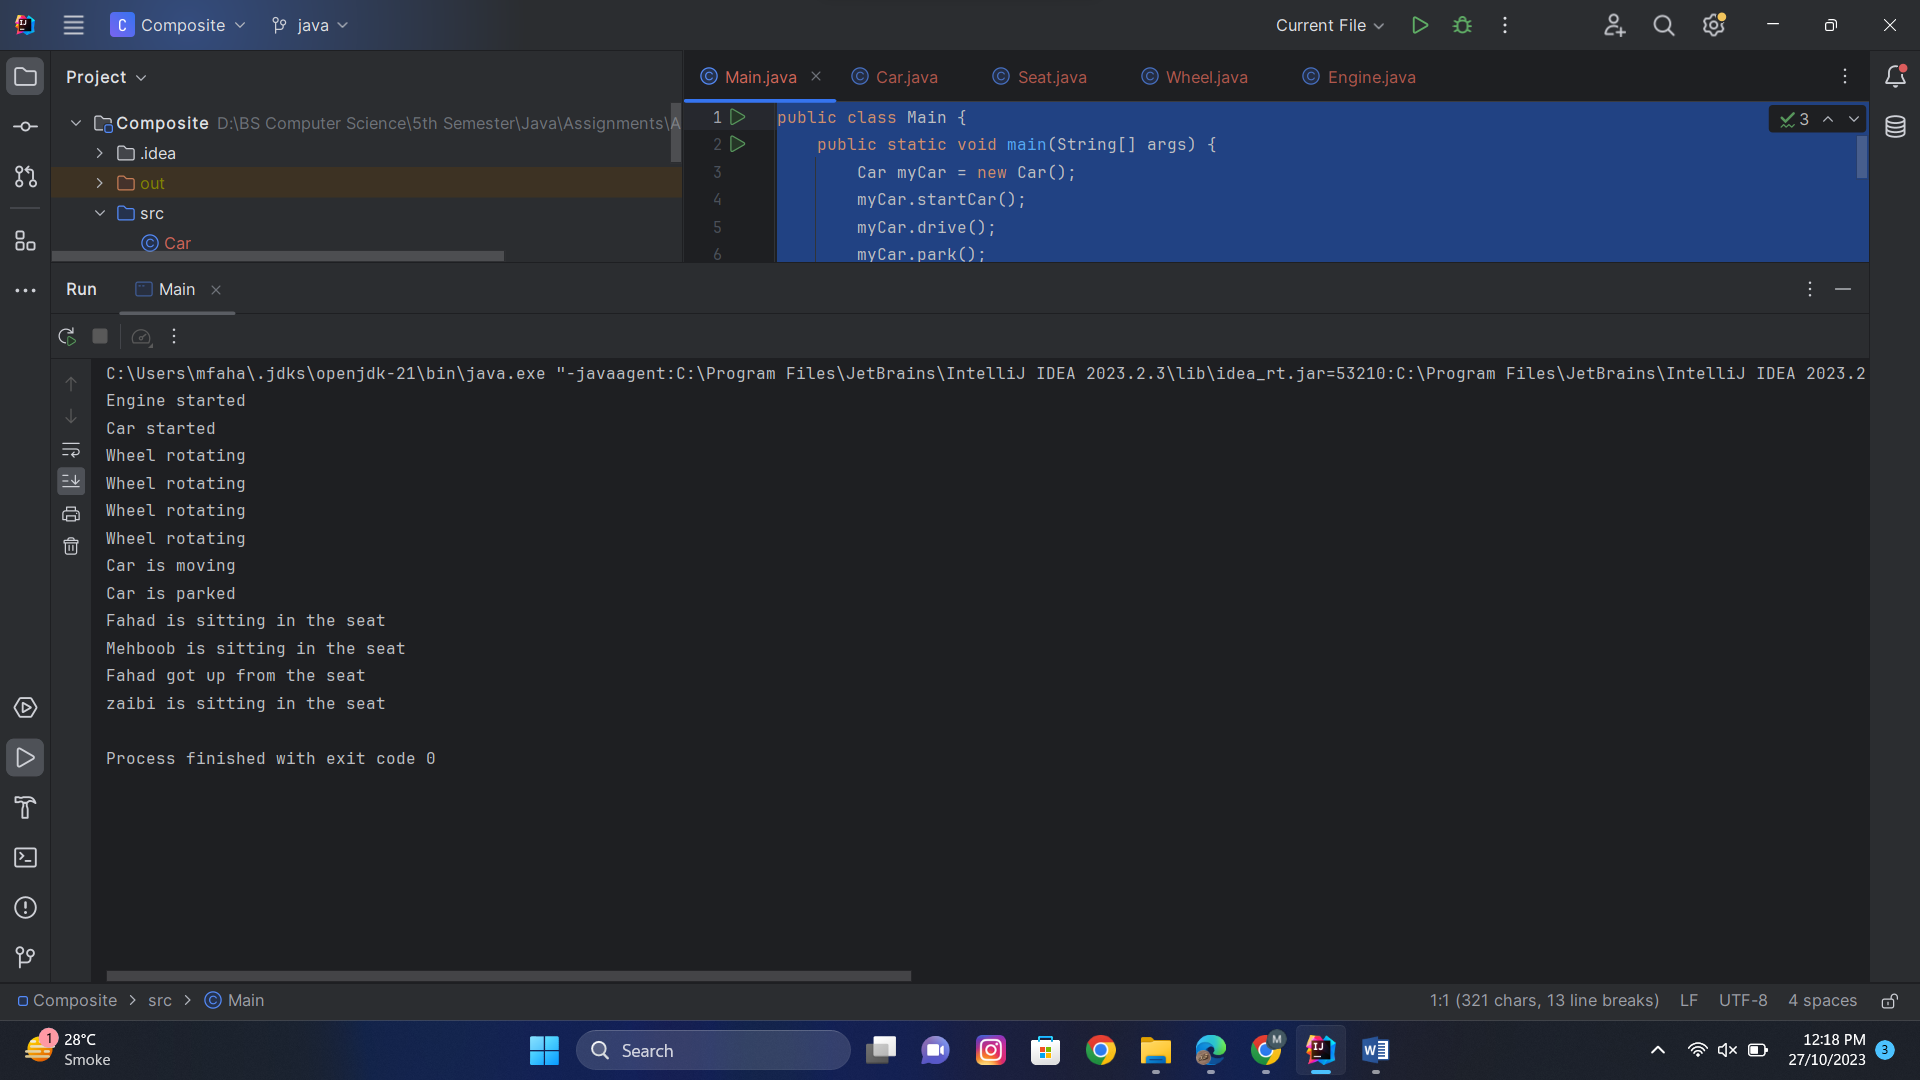 C Composite java Current File
Project
Main.java Car.java Seat.java Wheel.java Engine.java
Composite D:\BS Computer Science\5th Semester\Java\Assignments\A
.idea
out
src
Car
1 public class Main { 3
2 public static void main(String[] args) {
3 Car myCar = new Car();
4 myCar.startCar();
5 myCar.drive();
6 myCar.park();
Run Main
C:\Users\mfaha\.jdks\openjdk-21\bin\java.exe "-javaagent:C:\Program Files\JetBrains\IntelliJ IDEA 2023.2.3\lib\idea_rt.jar=53210:C:\Program Files\JetBrains\IntelliJ IDEA 2023.2
Engine started
Car started
Wheel rotating
Wheel rotating
Wheel rotating
Wheel rotating
Car is moving
Car is parked
Fahad is sitting in the seat
Mehboob is sitting in the seat
Fahad got up from the seat
zaibi is sitting in the seat
Process finished with exit code 0
Composite > src > Main 1:1 (321 chars, 13 line breaks) LF UTF-8 4 spaces
1 28°C
Smoke
Search
M
12:18 PM
27/10/2023
3